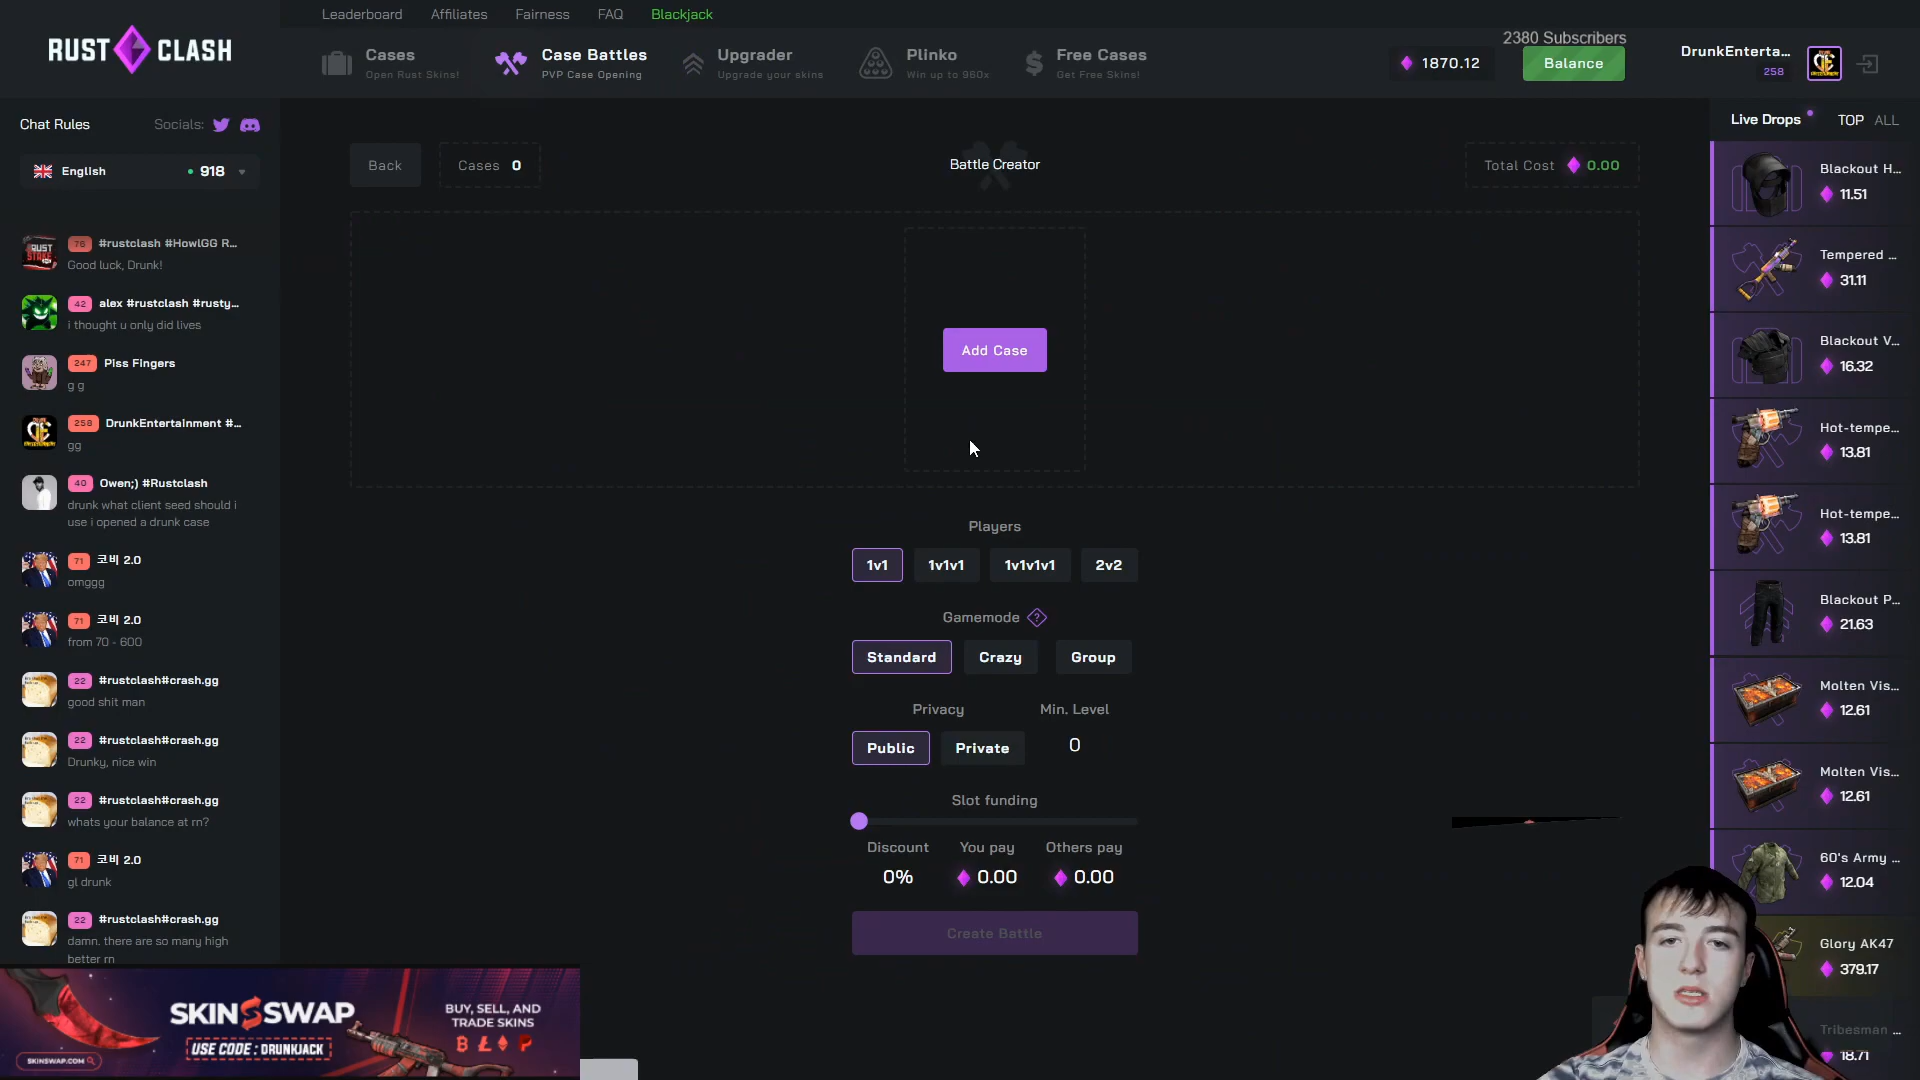 Leaderboard Affiliates Fairness FAQ Blackjack
RUST CLASH
Cases
Open Rust Skins!
Case Battles
PVP Case Opening
Upgrader
Upgrade your skins
Plinko
Win up to 960x
Free Cases
Get Free Skins!
2380 Subscribers
1870.12
Balance
DrunkEnterta...
258
Chat Rules
Socials:
English
918
76 #rustclash #HowlGG R...
Good luck, Drunk!
42 alex #rustclash #rusty...
i thought u only did lives
247 Piss Fingers
g g
258 DrunkEntertainment #...
gg
40 Owen;) #Rustclash
drunk what client seed should i
use i opened a drunk case
71 코비 2.0
omggg
71 코비 2.0
from 70 - 600
22 #rustclash#crash.gg
good shit man
22 #rustclash#crash.gg
Drunky, nice win
22 #rustclash#crash.gg
whats your balance at rn?
71 코비 2.0
gl drunk
22 #rustclash#crash.gg
damn. there are so many high
better rn
SKINSWAP
USE CODE : DRUNKJACK
SKINSWAP.COM
BUY, SELL, AND
TRADE SKINS
Back
Cases 0
Battle Creator
Total Cost 0.00
Add Case
Players
1v1 1v1v1 1v1v1v1 2v2
Gamemode ?
Standard Crazy Group
Privacy Min. Level
Public Private 0
Slot funding
Discount You pay Others pay
0% 0.00 0.00
Create Battle
Live Drops TOP ALL
Blackout H...
11.51
Tempered ...
31.11
Blackout V...
16.32
Hot-tempe...
13.81
Hot-tempe...
13.81
Blackout P...
21.63
Molten Vis...
12.61
Molten Vis...
12.61
60's Army ...
12.04
Glory AK47
379.17
Tribesman ...
18.71